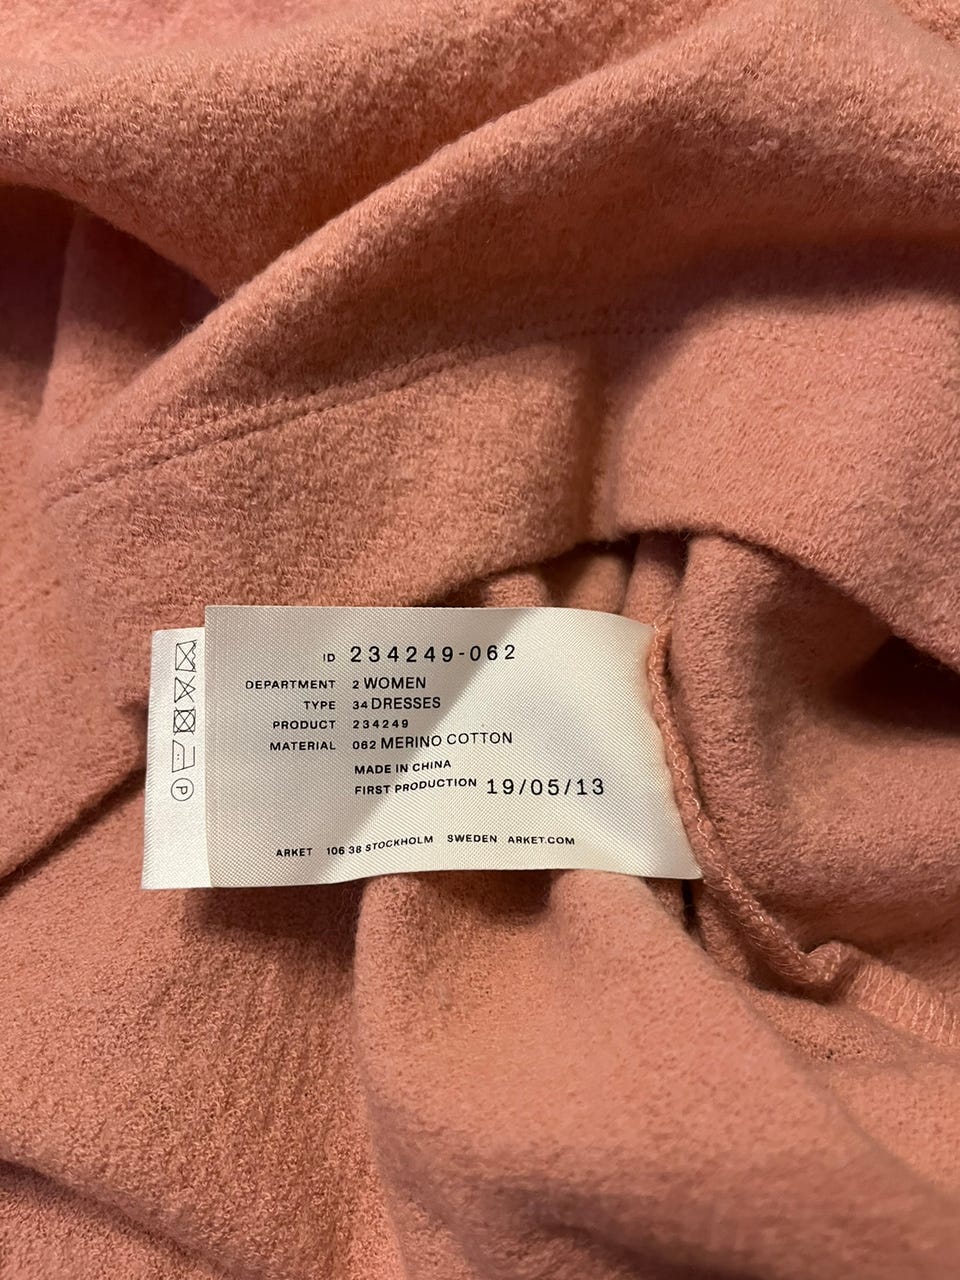 ID 234249-062
DEPARTMENT 2 WOMEN
TYPE 34 DRESSES
PRODUCT 234249
MATERIAL 062 MERINO COTTON
MADE IN CHINA
FIRST PRODUCTION 19/05/13
ARKET 106 38 STOCKHOLM SWEDEN ARKET.COM
P